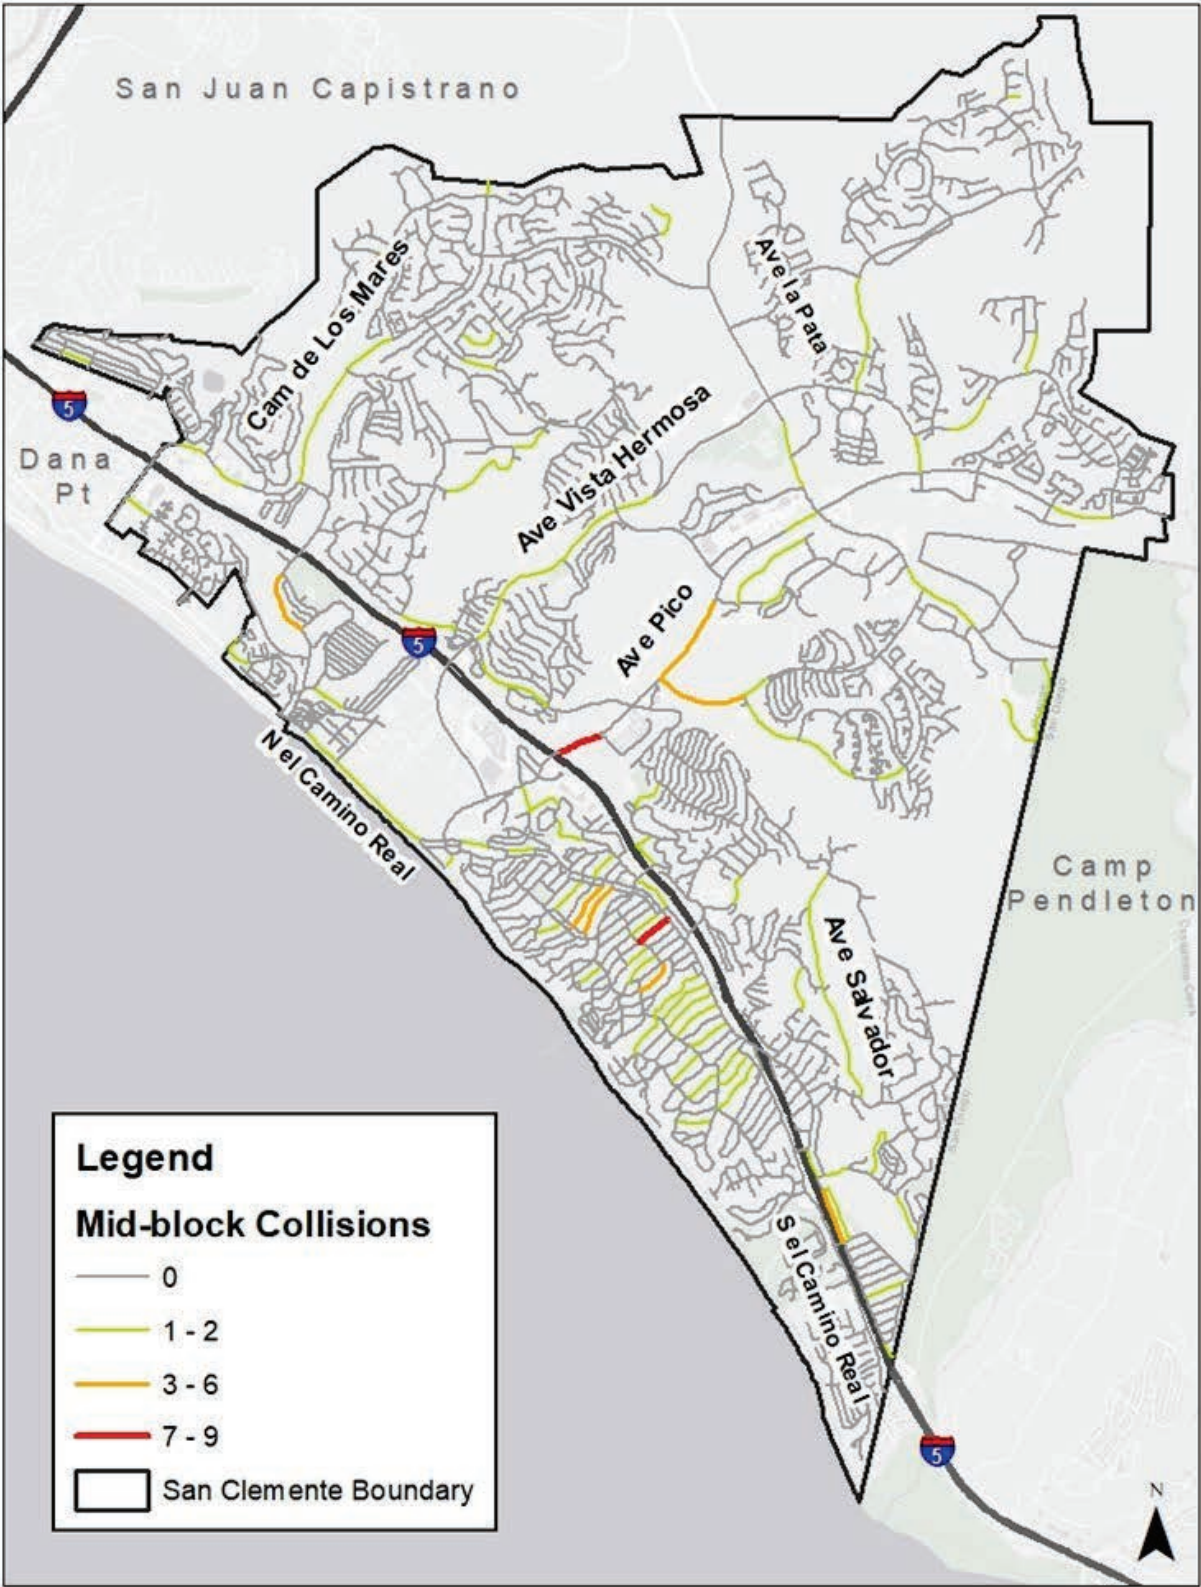 San Juan Capistrano
Cam de Los Mares
Ave la Pata
5
Dana
Pt
Ave Vista Hermosa
5
Ave Pico
N el Camino Real
Camp
Pendleton
Ave Salvador
S el Camino Real
Legend
Mid-block Collisions
0
1 - 2
3 - 6
7 - 9
San Clemente Boundary
5
N